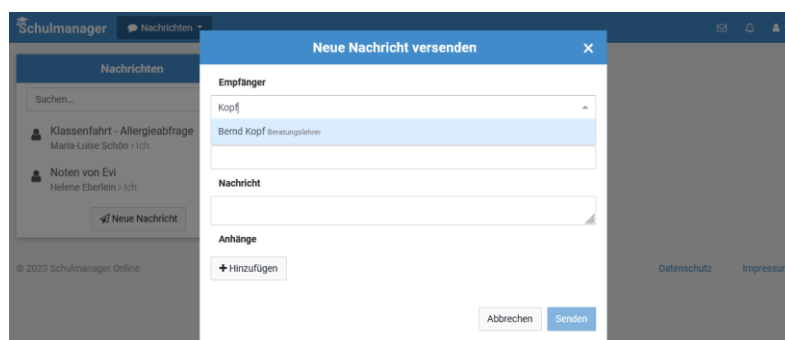 Schulmanager
Nachrichten
Neue Nachricht versenden ×
Nachrichten
Suchen...
Klassenfahrt - Allergieabfrage
Maria-Luise Schön › Ich
Noten von Evi
Helene Eberlein › Ich
Neue Nachricht
Empfänger
Kopf
Bernd Kopf Beratungslehrer
Nachricht
Anhänge
+ Hinzufügen
Abbrechen Senden
© 2023 Schulmanager Online
Datenschutz Impressu